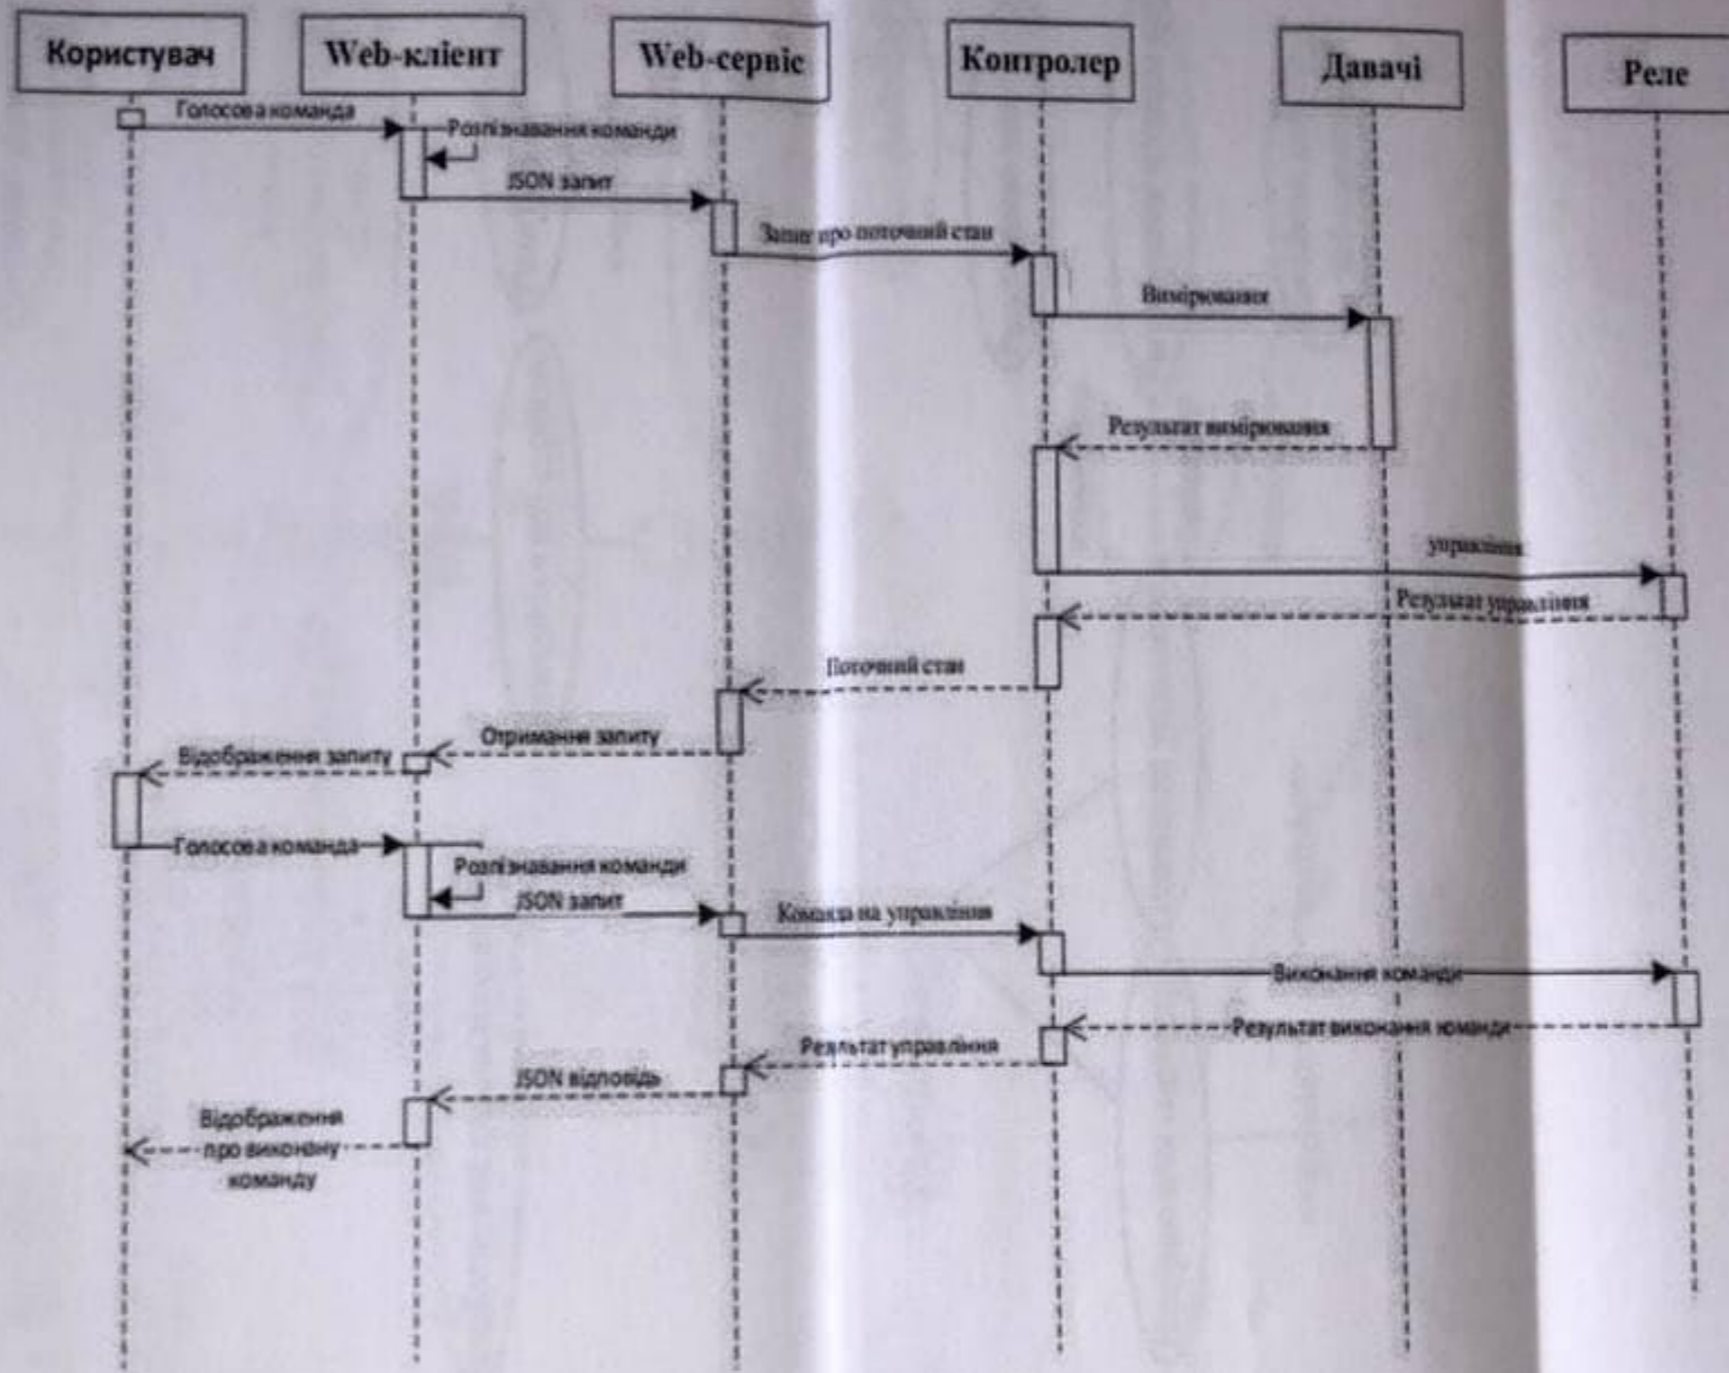 Користувач
Web-клієнт
Web-сервіс
Контролер
Давачі
Реле
Голосова команда
Розпізнавання команди
JSON запит
Запит про поточний стан
Вимірювання
Результат вимірювання
управління
Результат управління
Поточний стан
Отримання запиту
Відображення запиту
Голосова команда
Розпізнавання команди
JSON запит
Команда на управління
Виконання команди
Результат виконання команди
Резльтат управління
JSON відповідь
Відображення
про виконану
команду